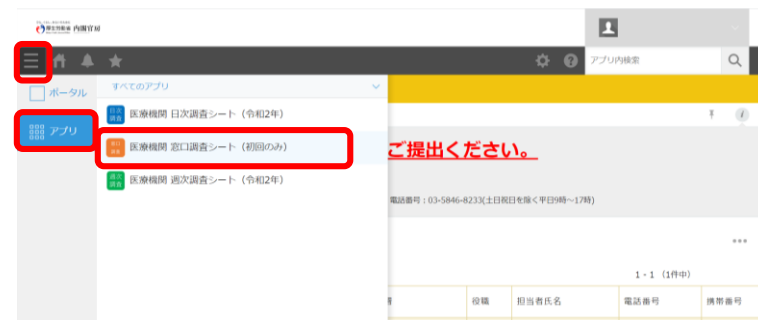 厚生労働省 内閣官房
アプリ内検索
ポータル
アプリ
すべてのアプリ
日次調査
医療機関 日次調査シート（令和2年）
窓口調査
医療機関 窓口調査シート（初回のみ）
週次調査
医療機関 週次調査シート（令和2年）
ご提出ください。
電話番号：03-5846-8233(土日祝日を除く平日9時～17時)
1 - 1 （1件中）
役職 担当者氏名 電話番号 携帯番号